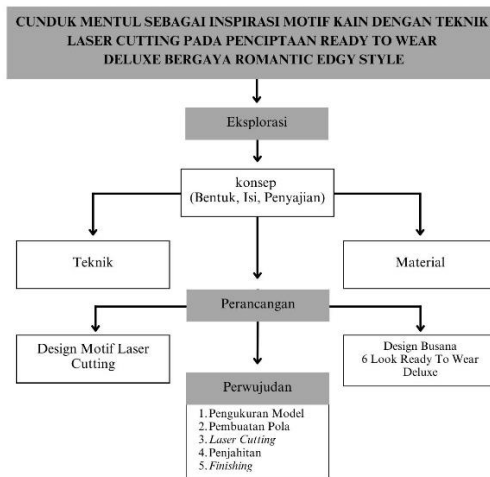 CUNDUK MENTUL SEBAGAI INSPIRASI MOTIF KAIN DENGAN TEKNIK
LASER CUTTING PADA PENCIPTAAN READY TO WEAR
DELUXE BERGAYA ROMANTIC EDGY STYLE
Eksplorasi
konsep
(Bentuk, Isi, Penyajian)
Teknik
Material
Perancangan
Design Motif Laser
Cutting
Design Busana
6 Look Ready To Wear
Deluxe
Perwujudan
1. Pengukuran Model
2. Pembuatan Pola
3. Laser Cutting
4. Penjahitan
5. Finishing